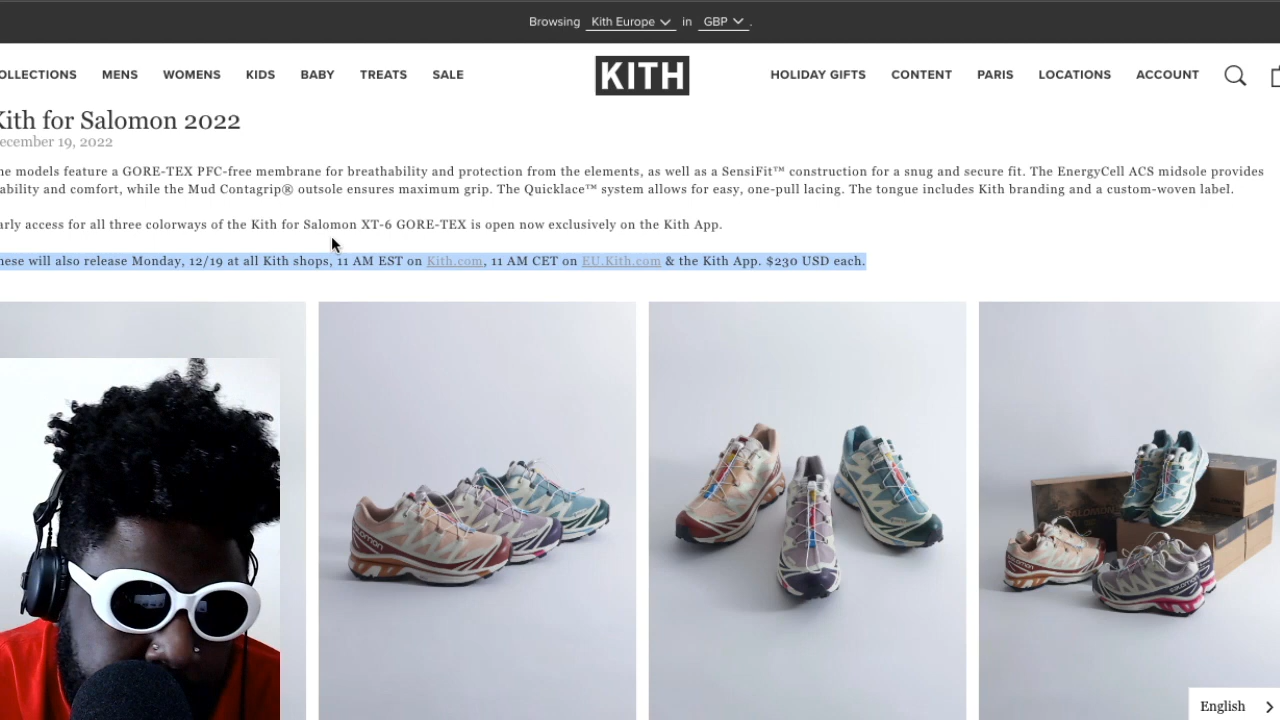 Browsing Kith Europe in GBP .
OLLECTIONS MENS WOMENS KIDS BABY TREATS SALE KITH HOLIDAY GIFTS CONTENT PARIS LOCATIONS ACCOUNT
Kith for Salomon 2022
ecember 19, 2022
he models feature a GORE-TEX PFC-free membrane for breathability and protection from the elements, as well as a SensiFit™ construction for a snug and secure fit. The EnergyCell ACS midsole provides
ability and comfort, while the Mud Contagrip® outsole ensures maximum grip. The Quicklace™ system allows for easy, one-pull lacing. The tongue includes Kith branding and a custom-woven label.
arly access for all three colorways of the Kith for Salomon XT-6 GORE-TEX is open now exclusively on the Kith App.
hese will also release Monday, 12/19 at all Kith shops, 11 AM EST on Kith.com, 11 AM CET on EU.Kith.com & the Kith App. $230 USD each.
SALOMON
English